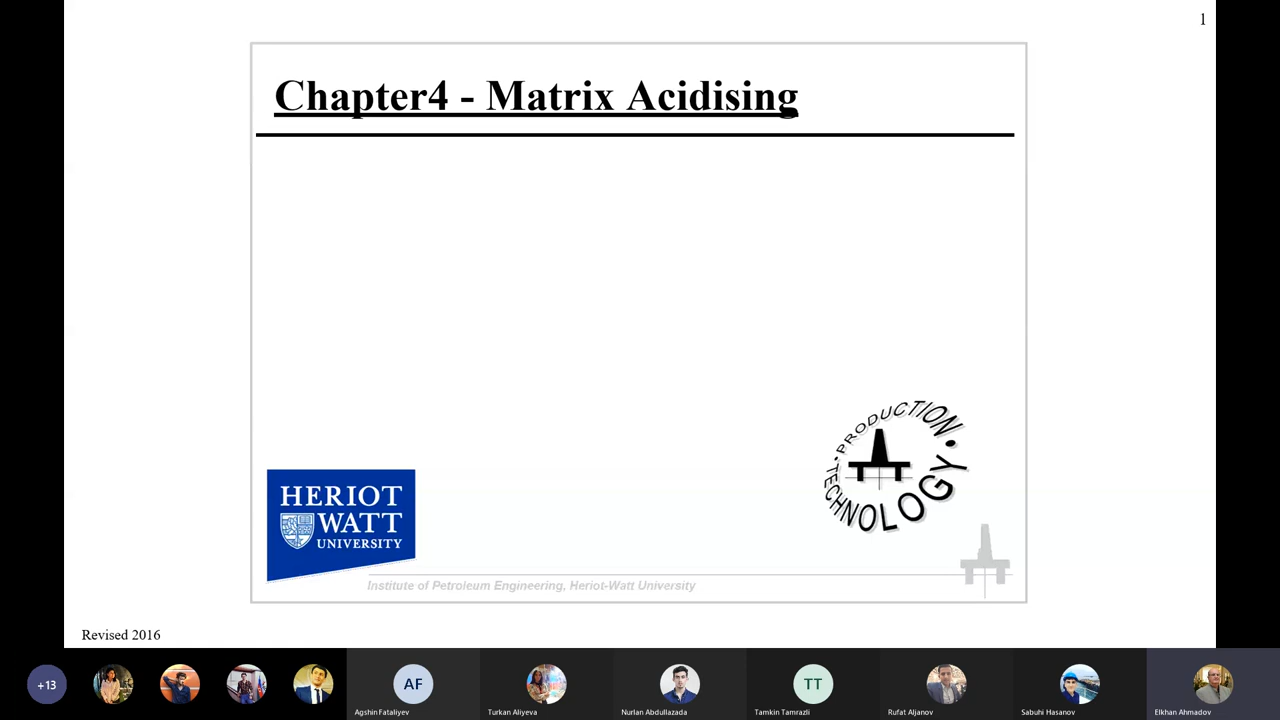 1
Chapter4 - Matrix Acidising
•PRODUCTION•
TECHNOLOGY
HERIOT
WATT
UNIVERSITY
Institute of Petroleum Engineering, Heriot-Watt University
Revised 2016
+13
AF
TT
Agshin Fataliyev
Turkan Aliyeva
Nurlan Abdullazada
Tamkin Tamrazli
Rufat Aljanov
Sabuhi Hasanov
Elkhan Ahmadov